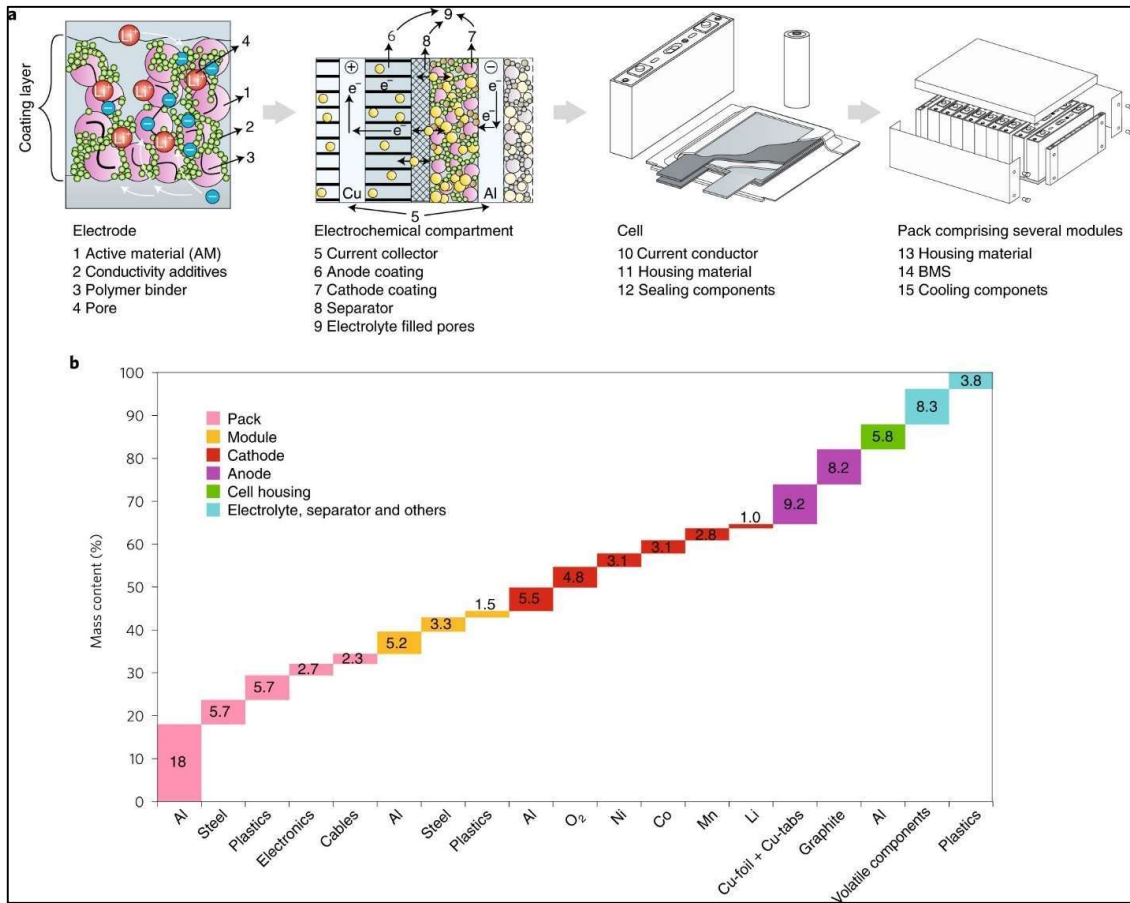 a
Coating layer
Li+
Li+
Li+
Li+
Li+
4
1
2
3
9
6
8
7
+
−
e−
e−
e−
e−
e−
Cu
Al
5
Electrode
1 Active material (AM)
2 Conductivity additives
3 Polymer binder
4 Pore
Electrochemical compartment
5 Current collector
6 Anode coating
7 Cathode coating
8 Separator
9 Electrolyte filled pores
Cell
10 Current conductor
11 Housing material
12 Sealing components
Pack comprising several modules
13 Housing material
14 BMS
15 Cooling componets
b
Mass content (%)
100
90
80
70
60
50
40
30
20
10
0
Pack
Module
Cathode
Anode
Cell housing
Electrolyte, separator and others
18
5.7
5.7
2.7
2.3
5.2
3.3
1.5
5.5
4.8
3.1
3.1
2.8
1.0
9.2
8.2
5.8
8.3
3.8
Al
Steel
Plastics
Electronics
Cables
Al
Steel
Plastics
Al
O₂
Ni
Co
Mn
Li
Cu-foil + Cu-tabs
Graphite
Al
Volatile components
Plastics